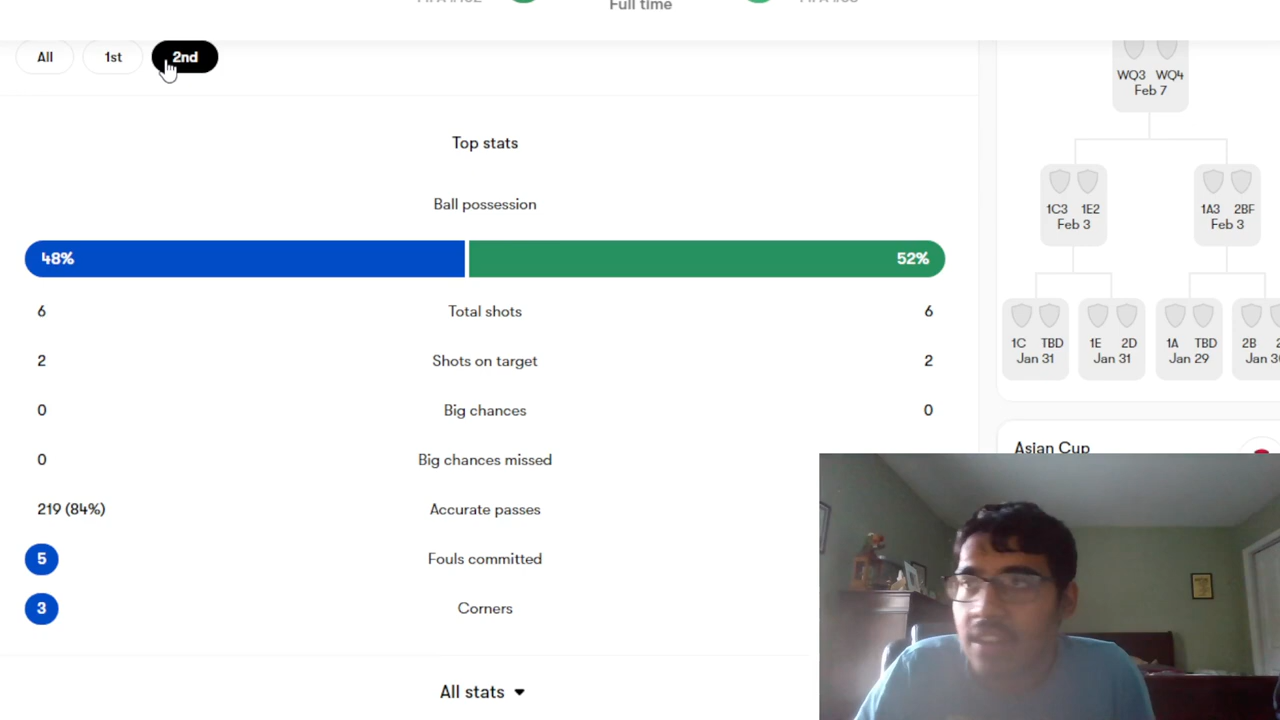 Full time
All 1st 2nd
Top stats
Ball possession
48% 52%
6 Total shots 6
2 Shots on target 2
0 Big chances 0
0 Big chances missed
219 (84%) Accurate passes
5 Fouls committed
3 Corners
All stats
WQ3 WQ4
Feb 7
1C3 1E2 1A3 2BF
Feb 3 Feb 3
1C TBD 1E 2D 1A TBD 2B
Jan 31 Jan 31 Jan 29 Jan
Asian Cup